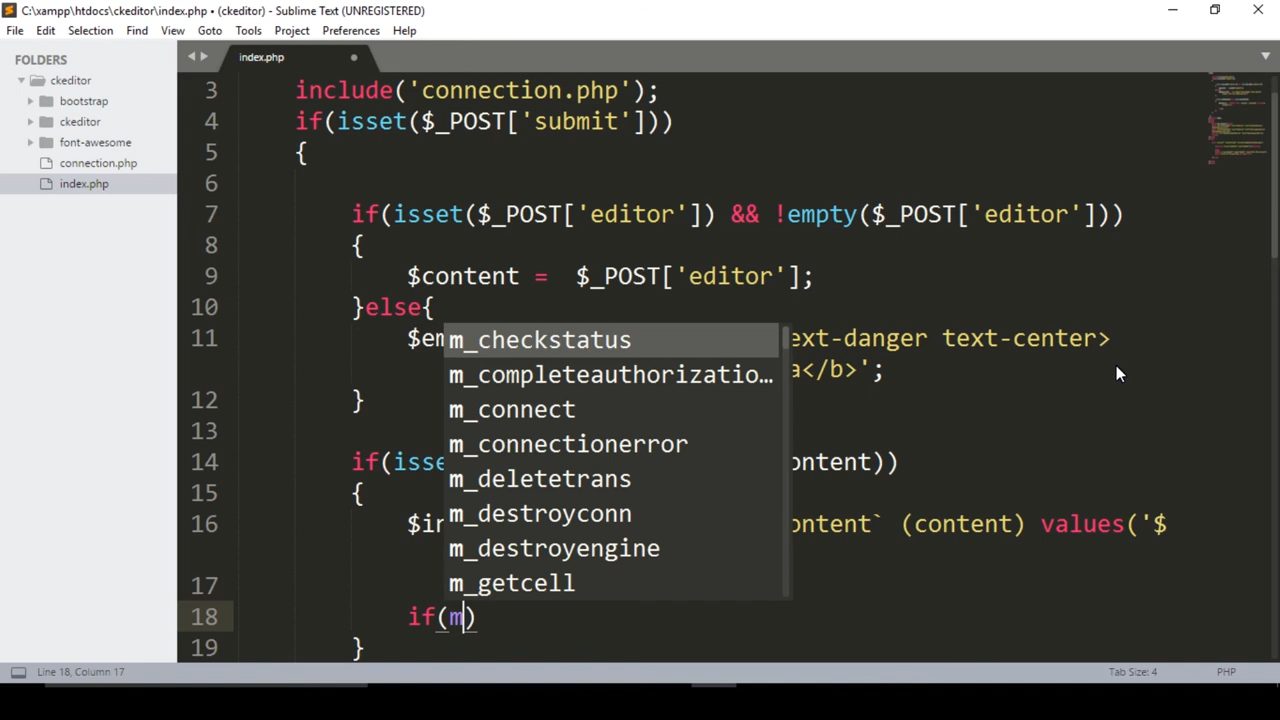 C:\xampp\htdocs\ckeditor\index.php • (ckeditor) - Sublime Text (UNREGISTERED)
File Edit Selection Find View Goto Tools Project Preferences Help
FOLDERS
ckeditor
bootstrap
ckeditor
font-awesome
connection.php
index.php
index.php
3 include('connection.php');
4 if(isset($_POST['submit']))
5 {
6
7 if(isset($_POST['editor']) && !empty($_POST['editor']))
8 {
9 $content = $_POST['editor'];
10 }else{
11 $em ext-danger text-center>
a</b>';
12 }
13
14 if(isse ontent))
15 {
16 $in ontent` (content) values('$
17
18 if(m)
19 }
m_checkstatus
m_completeauthorizatio…
m_connect
m_connectionerror
m_deletetrans
m_destroyconn
m_destroyengine
m_getcell
Line 18, Column 17
Tab Size: 4
PHP